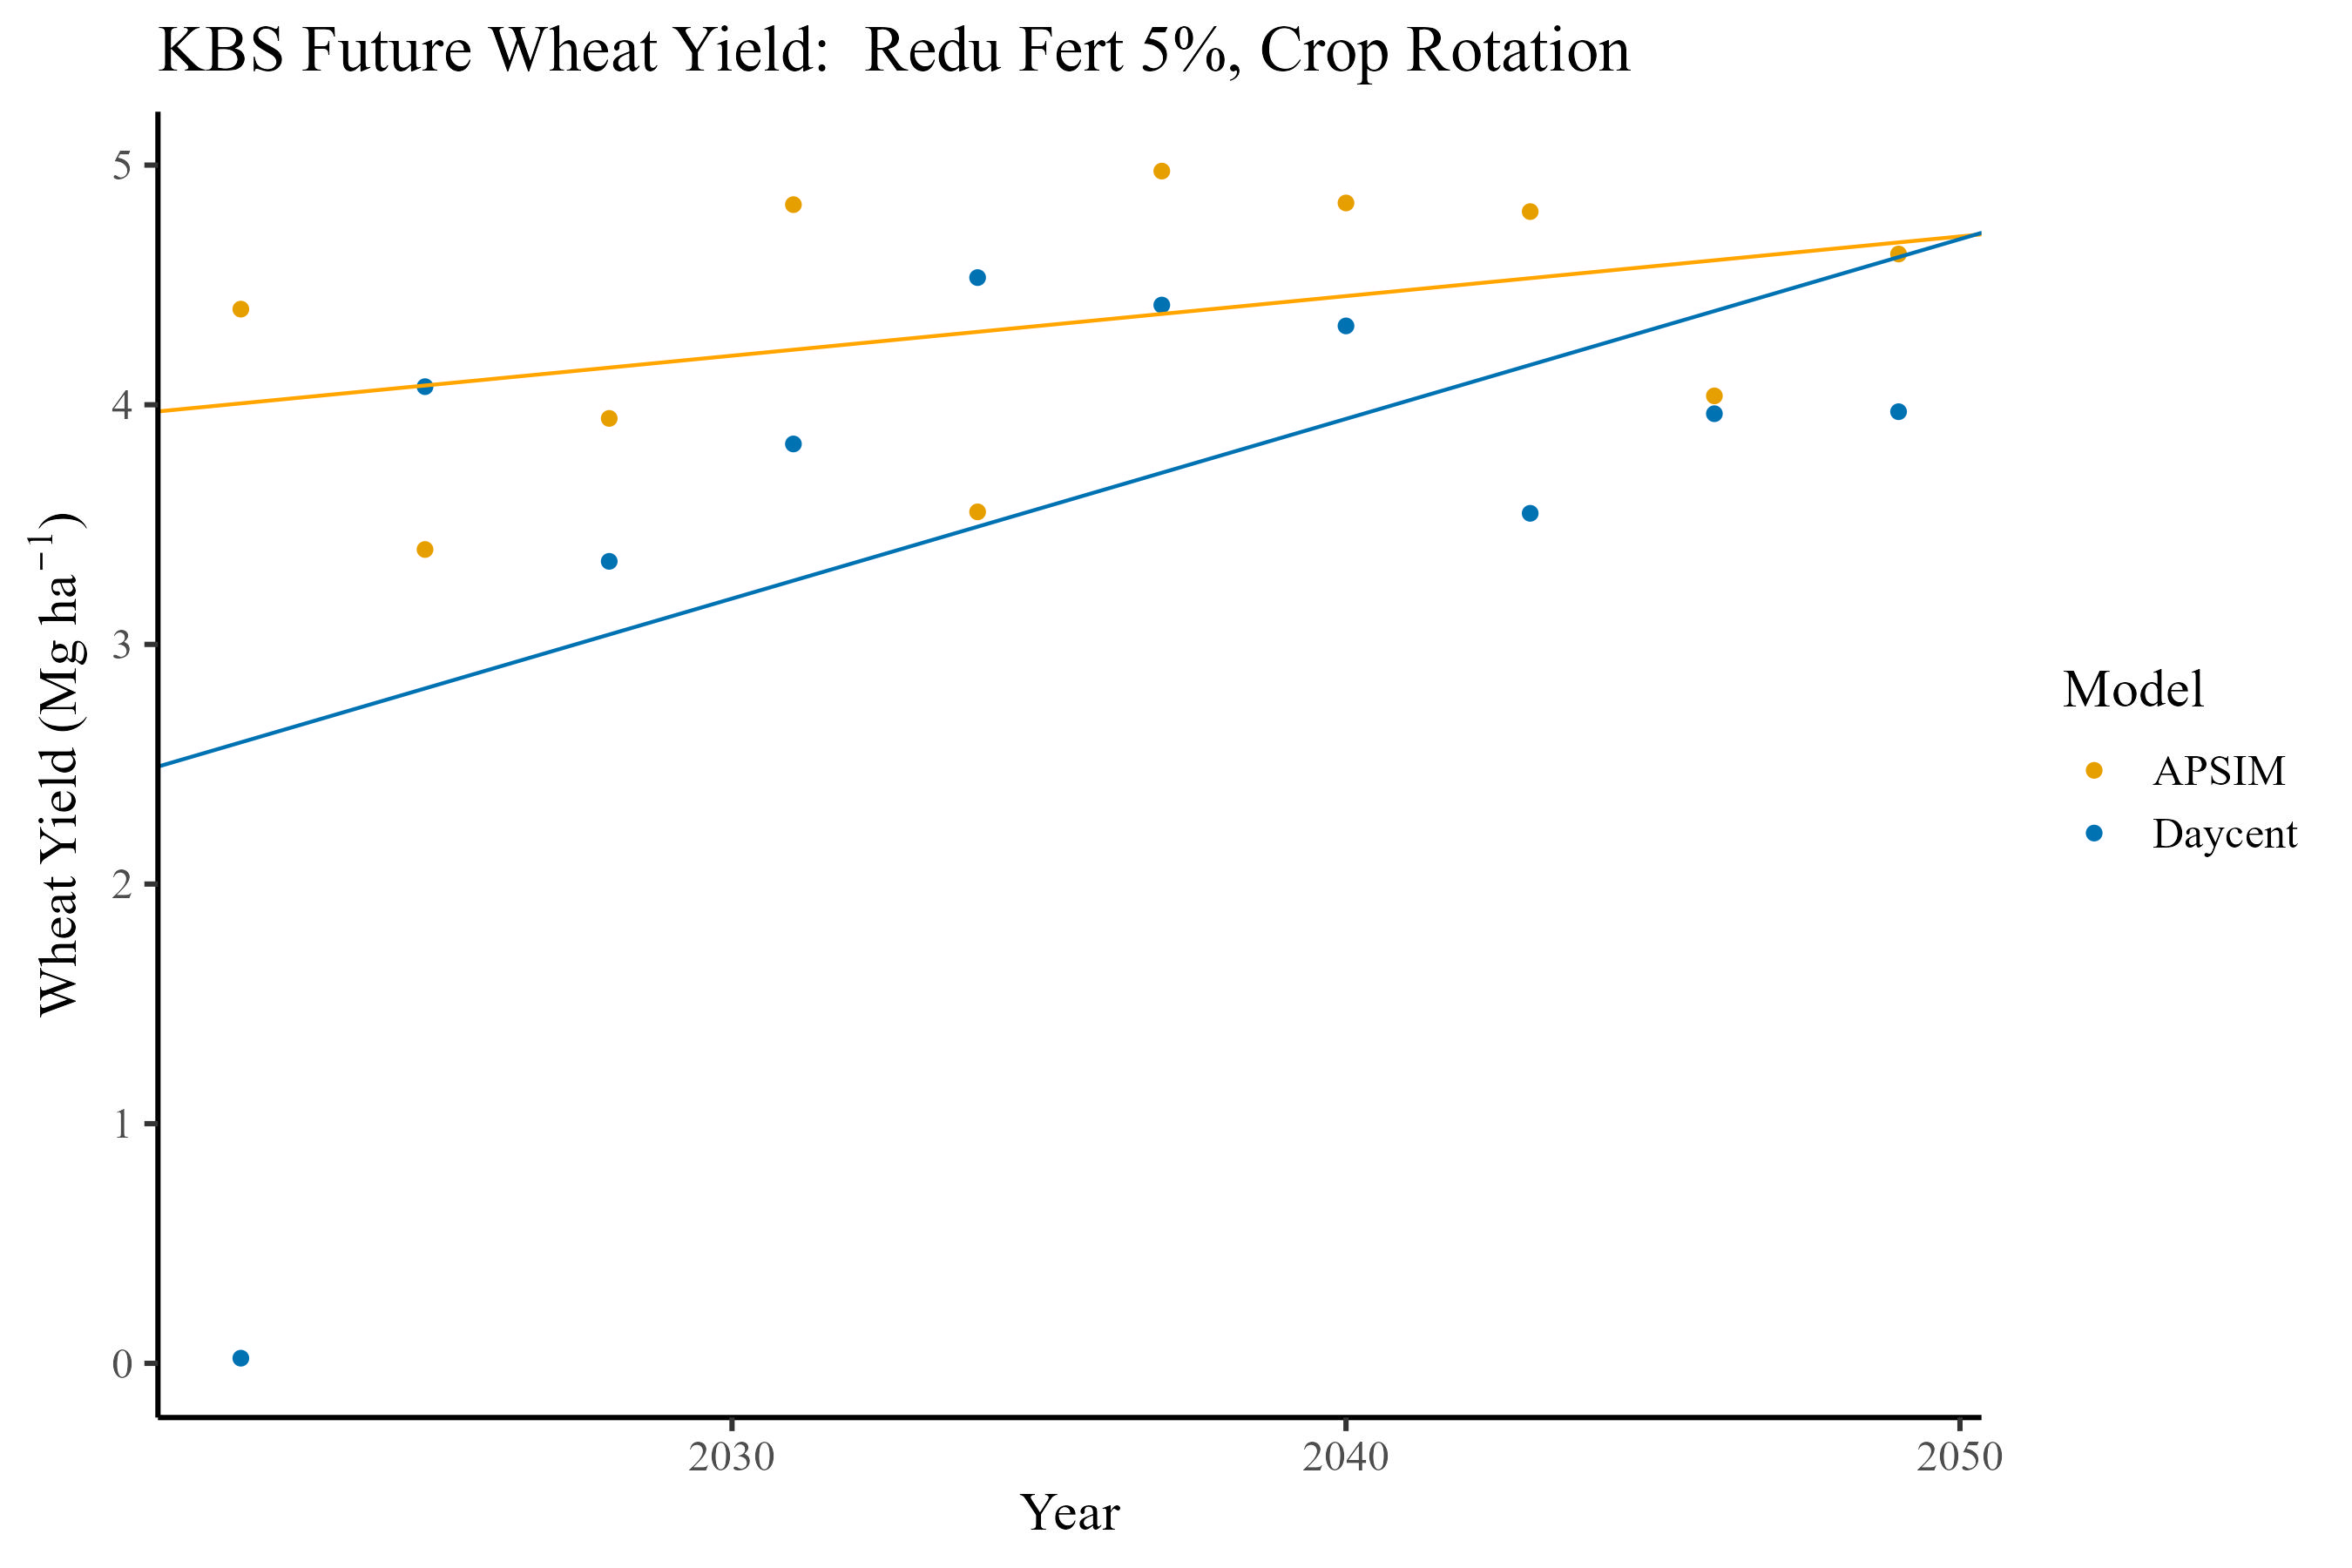 KBS Future Wheat Yield:  Redu Fert 5%, Crop Rotation
5
4
3
2
1
0
Wheat Yield (Mg ha⁻¹)
2030 2040 2050
Year
Model
APSIM
Daycent